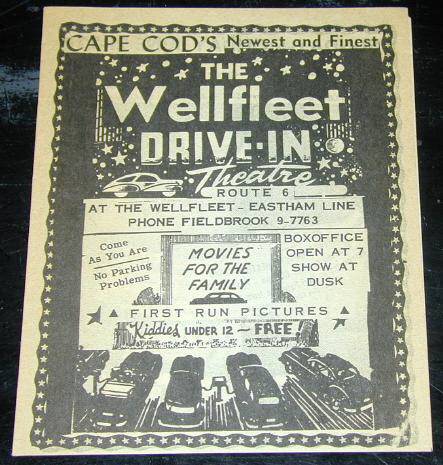 CAPE COD'S Newest and Finest
THE
Wellfleet
DRIVE-IN
Theatre
ROUTE 6
AT THE WELLFLEET - EASTHAM LINE
PHONE FIELDBROOK 9-7763
Come
As You Are
No Parking
Problems
MOVIES
FOR THE
FAMILY
BOXOFFICE
OPEN AT 7
SHOW AT
DUSK
FIRST RUN PICTURES
Kiddies UNDER 12 ~ FREE